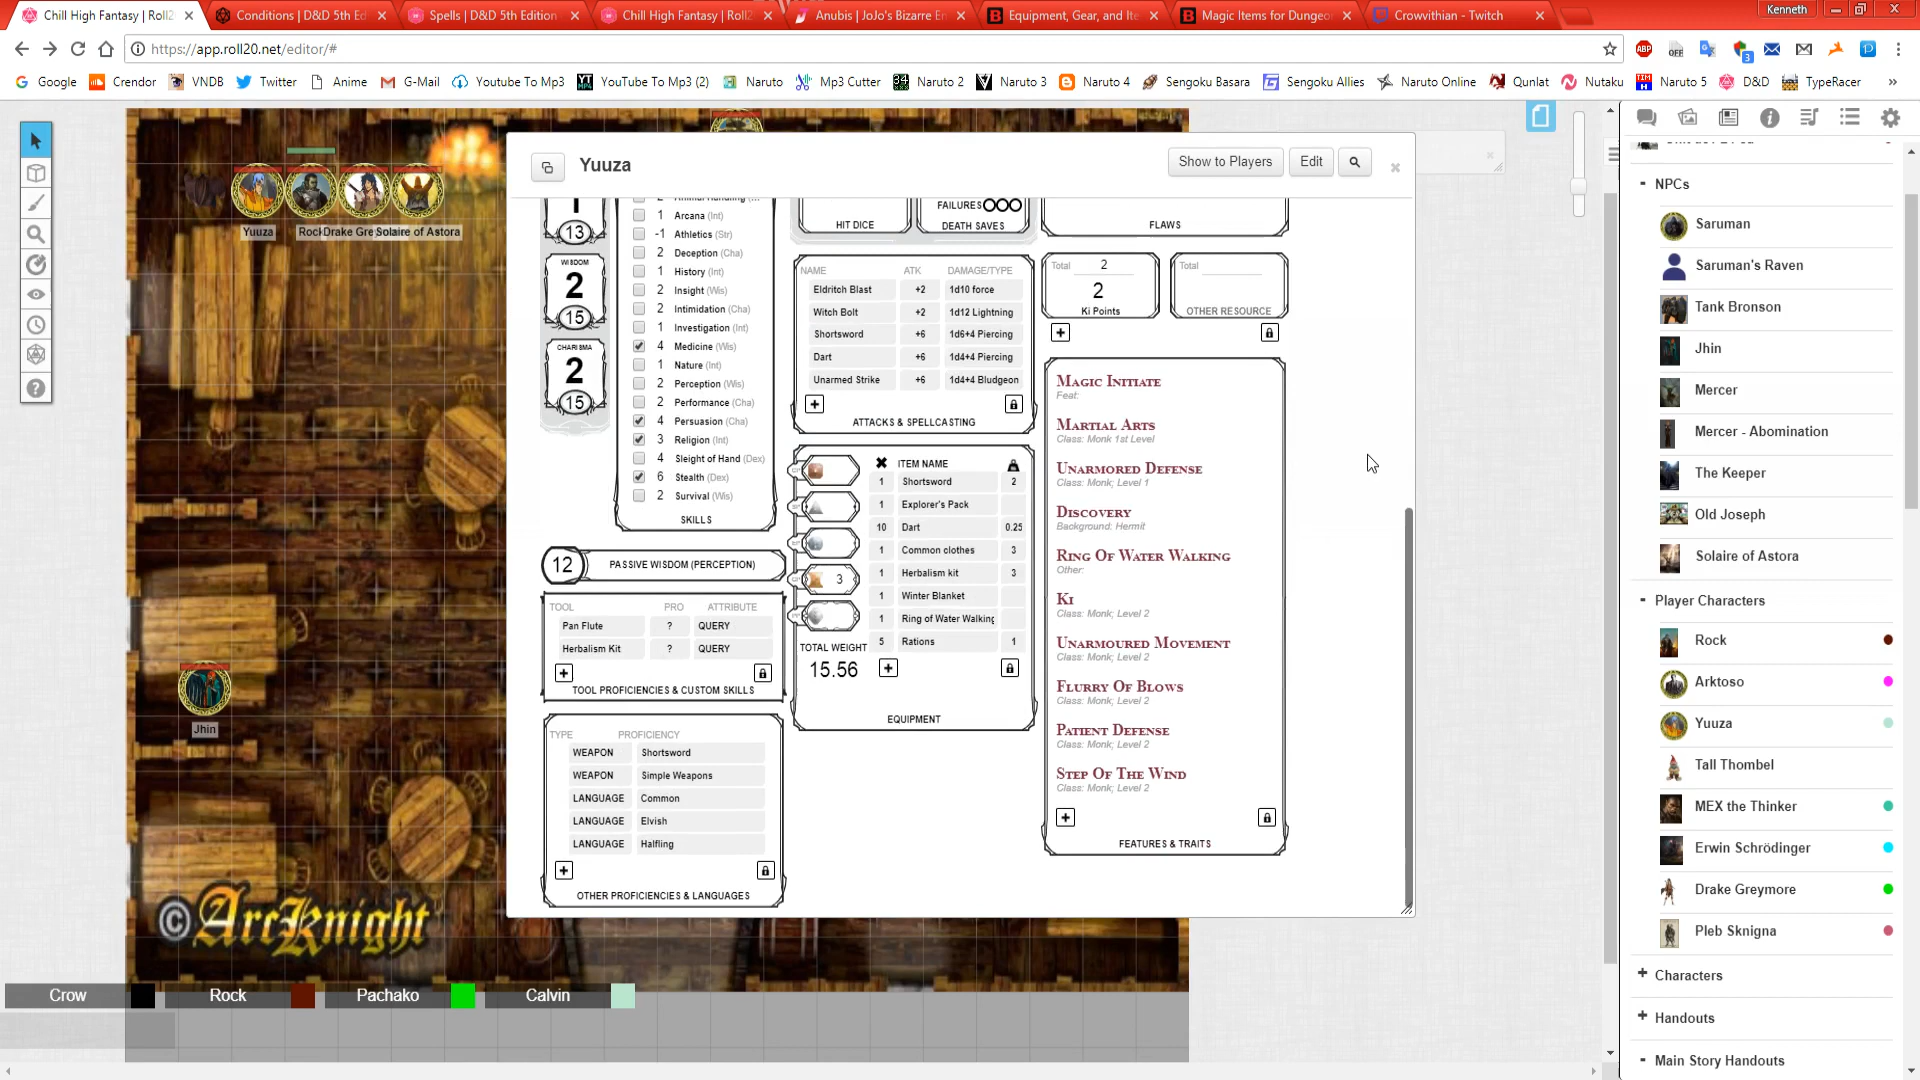 Chill High Fantasy | Roll2
Conditions | D&D 5th Ed
Spells | D&D 5th Edition
Chill High Fantasy | Roll2
Anubis | JoJo's Bizarre En
Equipment, Gear, and Ite
Magic Items for Dungeo
Crowvithian - Twitch
Kenneth
https://app.roll20.net/editor/#
Google
Crendor
VNDB
Twitter
Anime
G-Mail
Youtube To Mp3
YouTube To Mp3 (2)
Naruto
Mp3 Cutter
Naruto 2
Naruto 3
Naruto 4
Sengoku Basara
Sengoku Allies
Naruto Online
Qunlat
Nutaku
Naruto 5
D&D
TypeRacer
Yuuza
Show to Players
Edit
Yuuza
Rock
Drake Gre
Solaire of Astora
Jhin
©ArcKnight
13
WISDOM
2
15
CHARISMA
2
15
1 Arcana (Int)
-1 Athletics (Str)
2 Deception (Cha)
1 History (Int)
2 Insight (Wis)
2 Intimidation (Cha)
1 Investigation (Int)
4 Medicine (Wis)
1 Nature (Int)
2 Perception (Wis)
2 Performance (Cha)
4 Persuasion (Cha)
3 Religion (Int)
4 Sleight of Hand (Dex)
6 Stealth (Dex)
2 Survival (Wis)
SKILLS
12 PASSIVE WISDOM (PERCEPTION)
TOOL PRO ATTRIBUTE
Pan Flute ? QUERY
Herbalism Kit ? QUERY
TOOL PROFICIENCIES & CUSTOM SKILLS
TYPE PROFICIENCY
WEAPON Shortsword
WEAPON Simple Weapons
LANGUAGE Common
LANGUAGE Elvish
LANGUAGE Halfling
OTHER PROFICIENCIES & LANGUAGES
HIT DICE
FAILURES
DEATH SAVES
NAME ATK DAMAGE/TYPE
Eldritch Blast +2 1d10 force
Witch Bolt +2 1d12 Lightning
Shortsword +6 1d6+4 Piercing
Dart +6 1d4+4 Piercing
Unarmed Strike +6 1d4+4 Bludgeon
ATTACKS & SPELLCASTING
ITEM NAME
1 Shortsword 2
1 Explorer's Pack
10 Dart 0.25
1 Common clothes 3
1 Herbalism kit 3
1 Winter Blanket
1 Ring of Water Walking
5 Rations 1
3
TOTAL WEIGHT
15.56
EQUIPMENT
FLAWS
Total 2
2
Ki Points
Total
OTHER RESOURCE
MAGIC INITIATE
Feat:
MARTIAL ARTS
Class: Monk 1st Level
UNARMORED DEFENSE
Class: Monk; Level 1
DISCOVERY
Background: Hermit
RING OF WATER WALKING
Other:
KI
Class: Monk; Level 2
UNARMOURED MOVEMENT
Class: Monk; Level 2
FLURRY OF BLOWS
Class: Monk; Level 2
PATIENT DEFENSE
Class: Monk; Level 2
STEP OF THE WIND
Class: Monk; Level 2
FEATURES & TRAITS
- NPCs
Saruman
Saruman's Raven
Tank Bronson
Jhin
Mercer
Mercer - Abomination
The Keeper
Old Joseph
Solaire of Astora
- Player Characters
Rock
Arktoso
Yuuza
Tall Thombel
MEX the Thinker
Erwin Schrödinger
Drake Greymore
Pleb Sknigna
+ Characters
+ Handouts
- Main Story Handouts
Crow
Rock
Pachako
Calvin